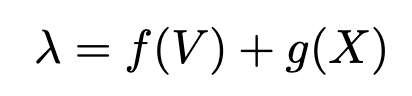 λ = f(V) + g(X)